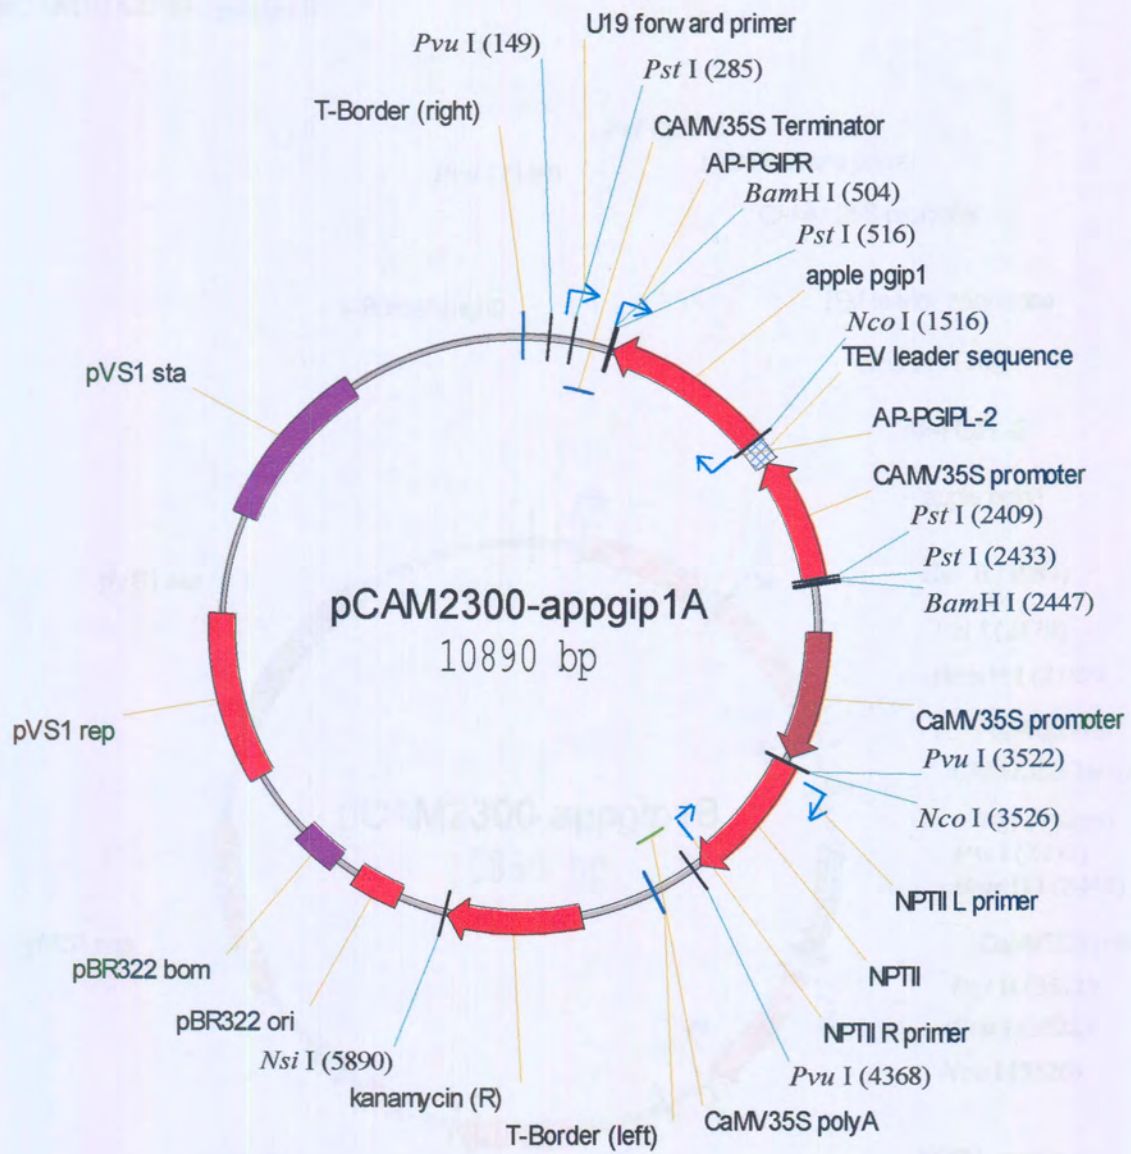 U19 forward primer
Pvu I (149)
Pst I (285)
T-Border (right)
CAMV35S Terminator
AP-PGIPR
BamH I (504)
Pst I (516)
apple pgip1
Nco I (1516)
TEV leader sequence
pVS1 sta
AP-PGIPL-2
CAMV35S promoter
Pst I (2409)
Pst I (2433)
BamH I (2447)
pCAM2300-appgip1A
10890 bp
CaMV35S promoter
pVS1 rep
Pvu I (3522)
Nco I (3526)
NPTII L primer
pBR322 bom
NPTII
pBR322 ori
NPTII R primer
Nsi I (5890)
Pvu I (4368)
kanamycin (R)
CaMV35S polyA
T-Border (left)